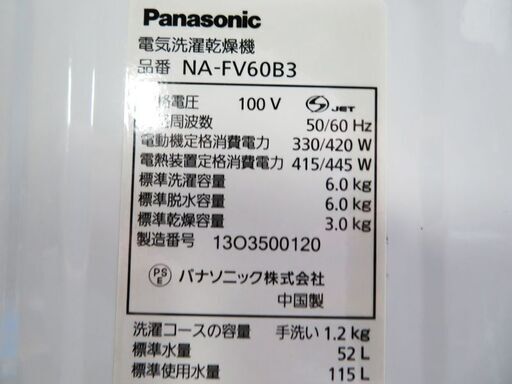 Panasonic
電気洗濯乾燥機
品番 NA-FV60B3
格電圧 100 V JET
周波数 50/60 Hz
電動機定格消費電力 330/420 W
電熱装置定格消費電力 415/445 W
標準洗濯容量 6.0 kg
標準脱水容量 6.0 kg
標準乾燥容量 3.0 kg
製造番号 13O3500120
PS E パナソニック株式会社
中国製
洗濯コースの容量 手洗い 1.2 kg
標準水量 52 L
標準使用水量 115 L